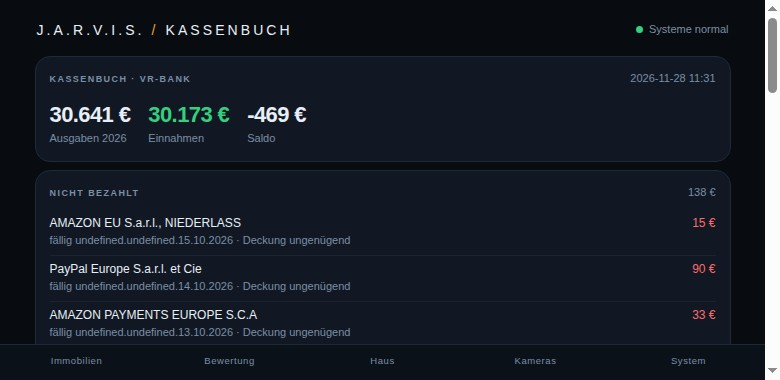 J.A.R.V.I.S. / KASSENBUCH
Systeme normal
KASSENBUCH · VR-BANK
2026-11-28 11:31
30.641 € 30.173 € -469 €
Ausgaben 2026 Einnahmen Saldo
NICHT BEZAHLT
138 €
AMAZON EU S.a.r.l., NIEDERLASS
15 €
fällig undefined.undefined.15.10.2026 · Deckung ungenügend
PayPal Europe S.a.r.l. et Cie
90 €
fällig undefined.undefined.14.10.2026 · Deckung ungenügend
AMAZON PAYMENTS EUROPE S.C.A
33 €
fällig undefined.undefined.13.10.2026 · Deckung ungenügend
Immobilien Bewertung Haus Kameras System